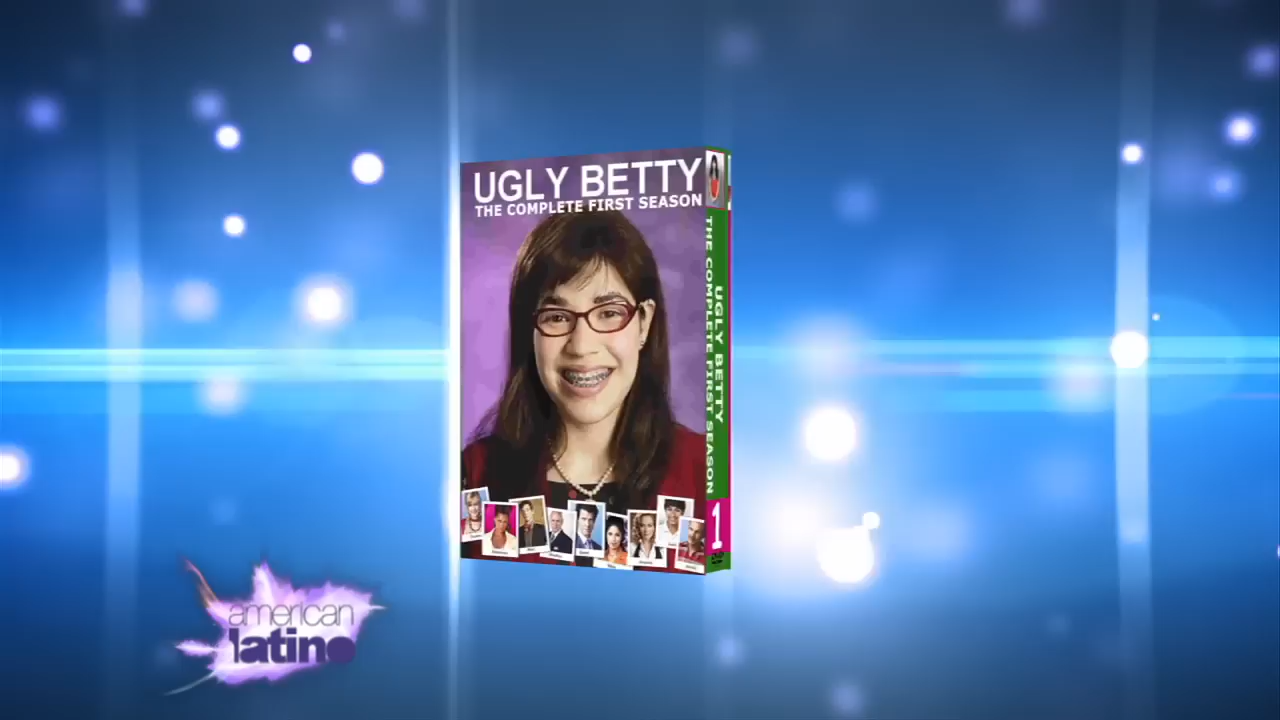 UGLY BETTY
THE COMPLETE FIRST SEASON
UGLY BETTY
THE COMPLETE FIRST SEASON
1
american
latino